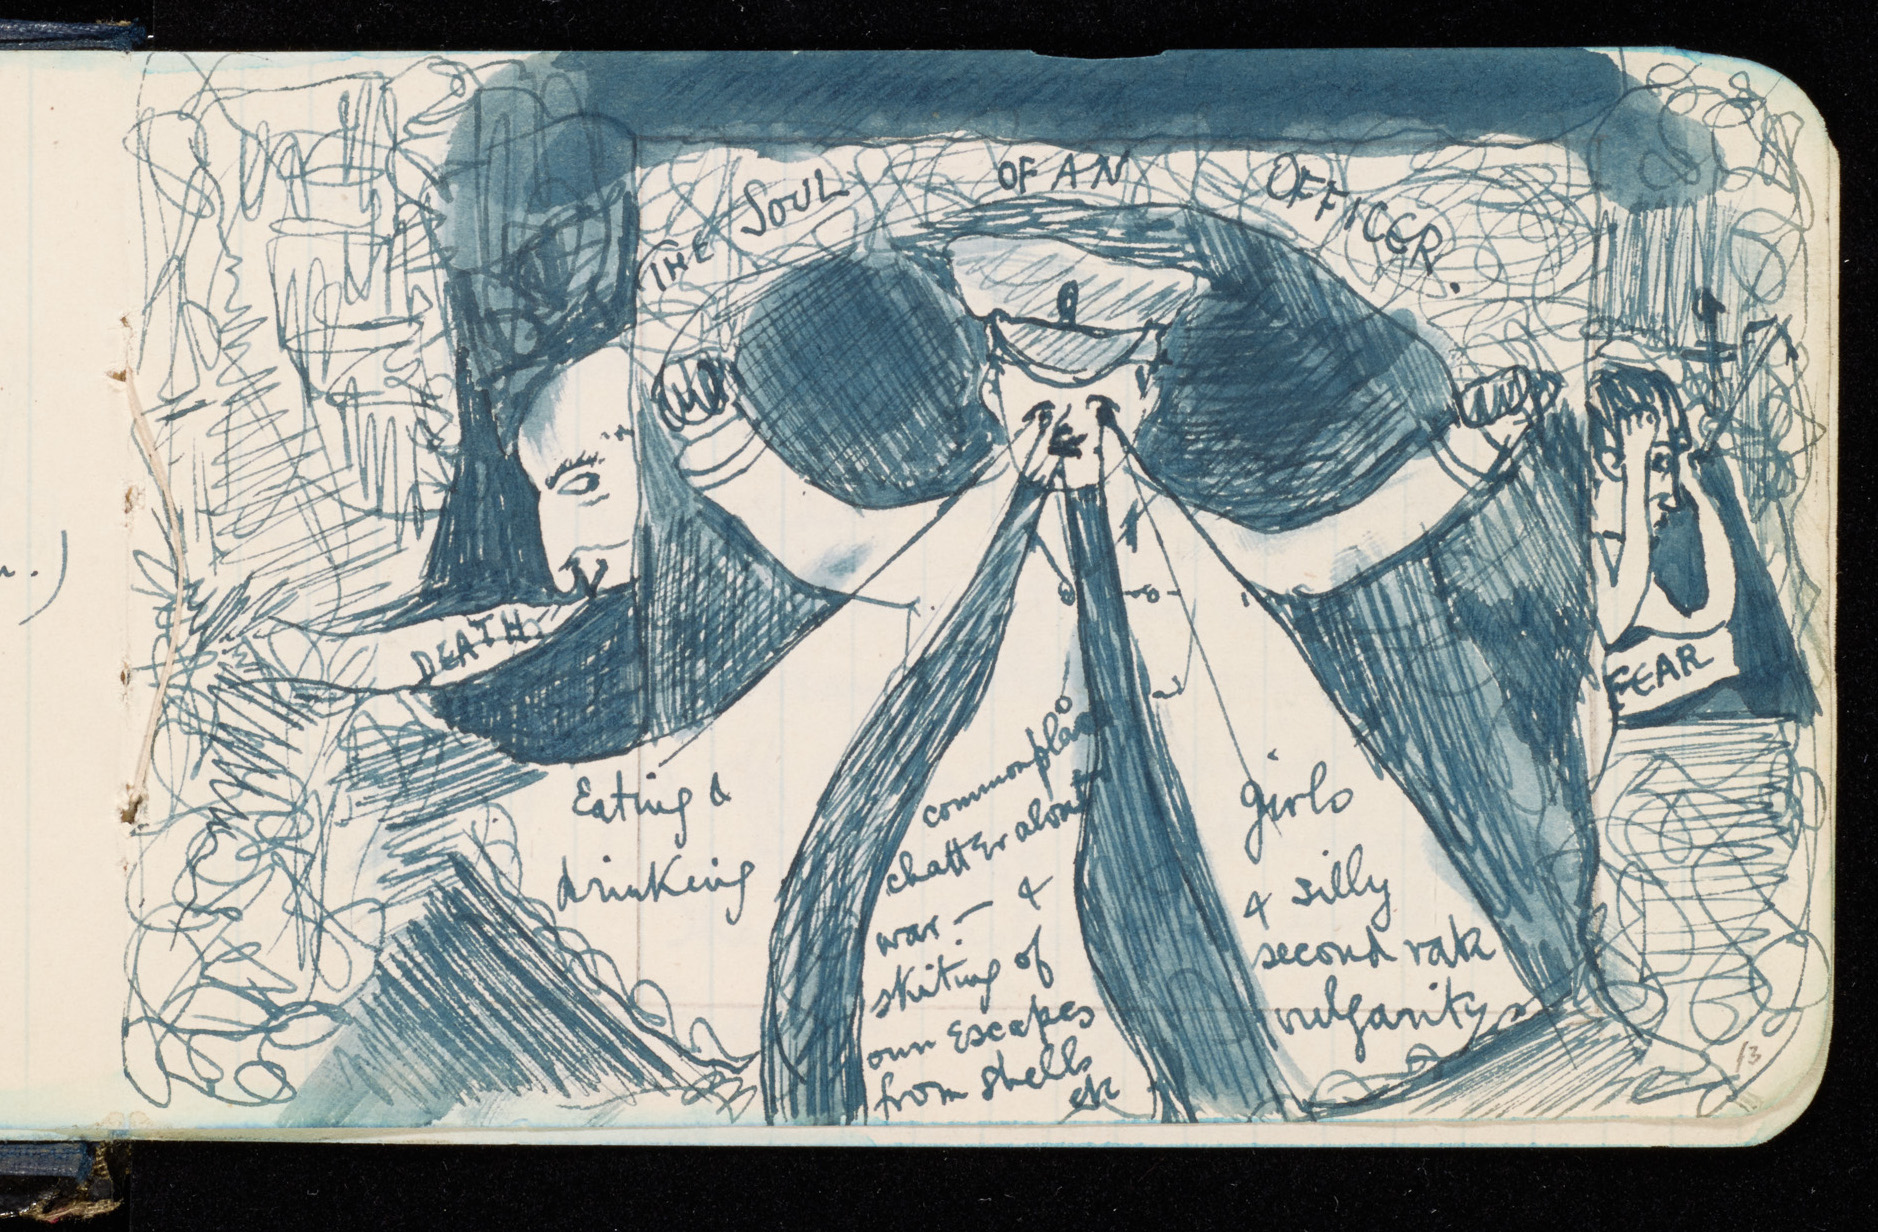 THE SOUL OF AN OFFICER.
DEATH.
FEAR
Eating &
drinking
commonplace
chatter about
war — &
skiting of
own escapes
from shells
etc
girls
& silly
second rate
vulgarity
13